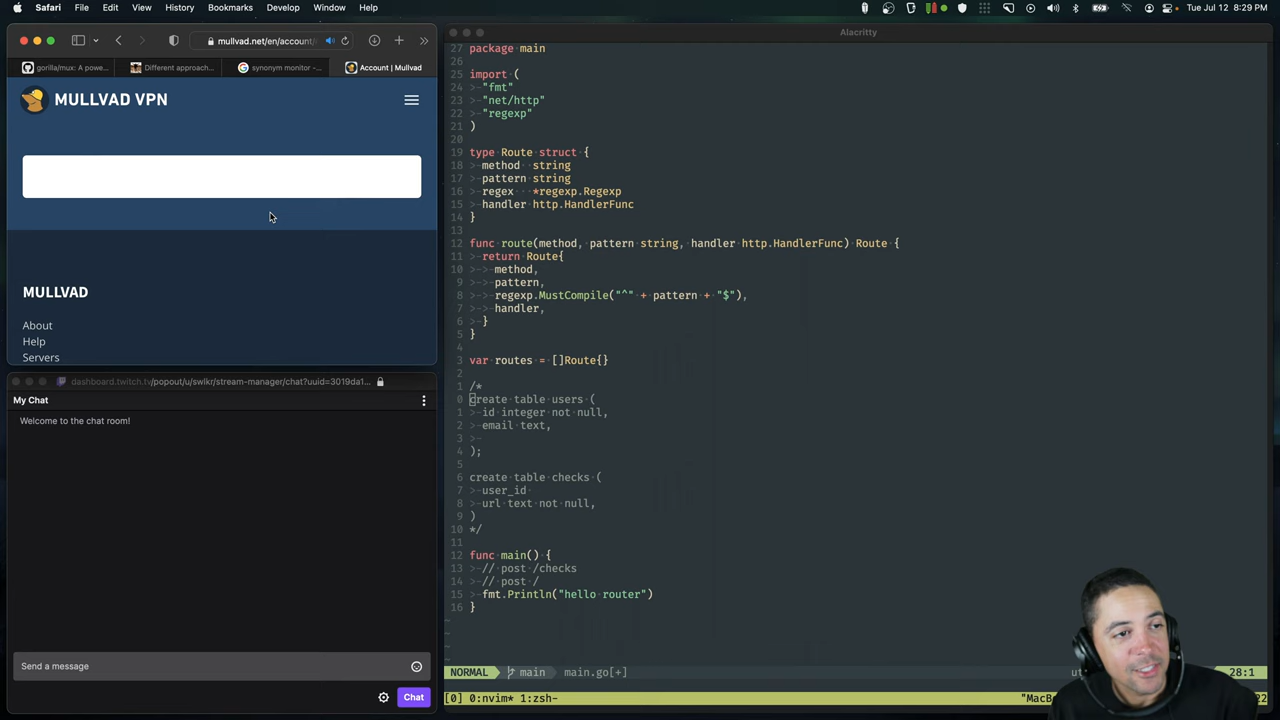 Safari File Edit View History Bookmarks Develop Window Help
Tue Jul 12 8:29 PM
mullvad.net/en/account/
gorilla/mux: A powe...
Different approach...
synonym monitor -...
Account | Mullvad
MULLVAD VPN
MULLVAD
About
Help
Servers
dashboard.twitch.tv/popout/u/swlkr/stream-manager/chat?uuid=3019da1...
My Chat
Welcome to the chat room!
Send a message
Chat
Alacritty
27 package main
26
25 import (
24 >-"fmt"
23 >-"net/http"
22 >-"regexp"
21 )
20
19 type Route struct {
18 >-method··string
17 >-pattern string
16 >-regex···*regexp.Regexp
15 >-handler http.HandlerFunc
14 }
13
12 func route(method, pattern string, handler http.HandlerFunc) Route {
11 >-return Route{
10 >->-method,
9 >->-pattern,
8 >->-regexp.MustCompile("^" + pattern + "$"),
7 >->-handler,
6 >-}
5 }
4
3 var routes = []Route{}
2
1 /*
0 create table users (
1 >-id integer not null,
2 >-email text,
3 >-
4 );
5
6 create table checks (
7 >-user_id
8 >-url text not null,
9 )
10 */
11
12 func main() {
13 >-// post /checks
14 >-// post /
15 >-fmt.Println("hello router")
16 }
~
~
NORMAL main main.go[+] 28:1
[0] 0:nvim* 1:zsh- "MacB 22